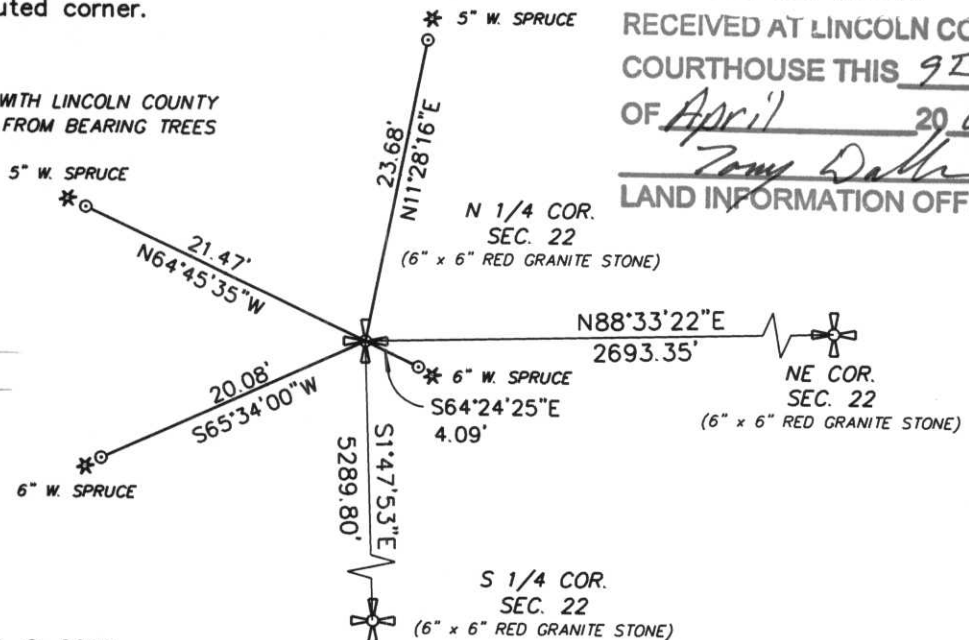 uted corner.
5" W. SPRUCE
RECEIVED AT LINCOLN CO
COURTHOUSE THIS
OF April 20
Tony
LAND INFORMATION OFF
WITH LINCOLN COUNTY
FROM BEARING TREES
5" W. SPRUCE
23.68'
N11°28'16"E
N 1/4 COR.
SEC. 22
(6" x 6" RED GRANITE STONE)
21.47'
N64°45'35"W
N88°33'22"E
2693.35'
NE COR.
SEC. 22
(6" x 6" RED GRANITE STONE)
6" W. SPRUCE
S64°24'25"E
4.09'
20.08'
S65°34'00"W
6" W. SPRUCE
S1°47'53"E
5289.80'
S 1/4 COR.
SEC. 22
(6" x 6" RED GRANITE STONE)